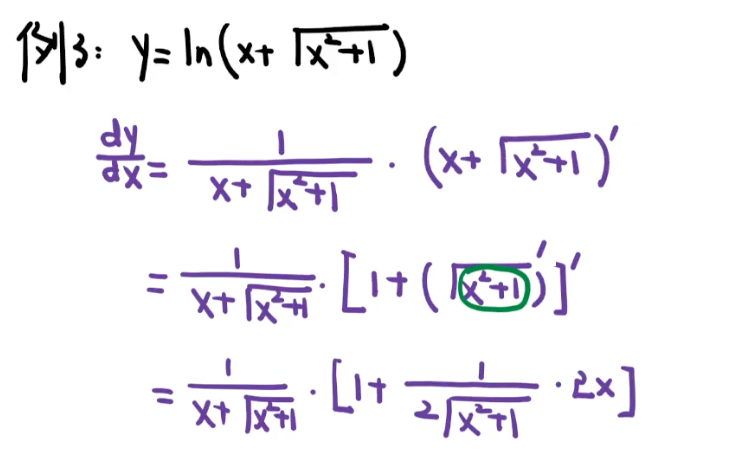 例3: y=ln(x+√(x²+1))
dy/dx = 1/(x+√(x²+1)) · (x+√(x²+1))′
= 1/(x+√(x²+1)) · [1+(√(x²+1))′]′
= 1/(x+√(x²+1)) · [1+ 1/(2√(x²+1)) · 2x]